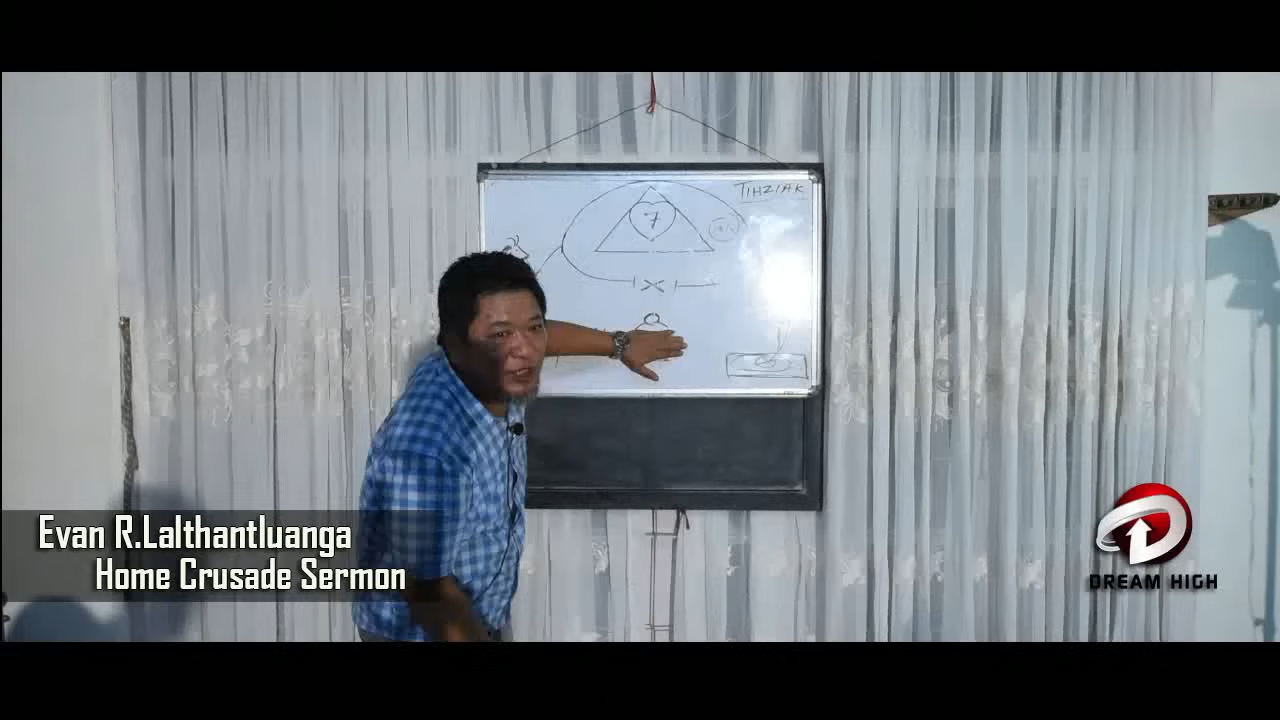 TIHZIAK
7
X
Evan R.Lalthantluanga
Home Crusade Sermon
DREAM HIGH